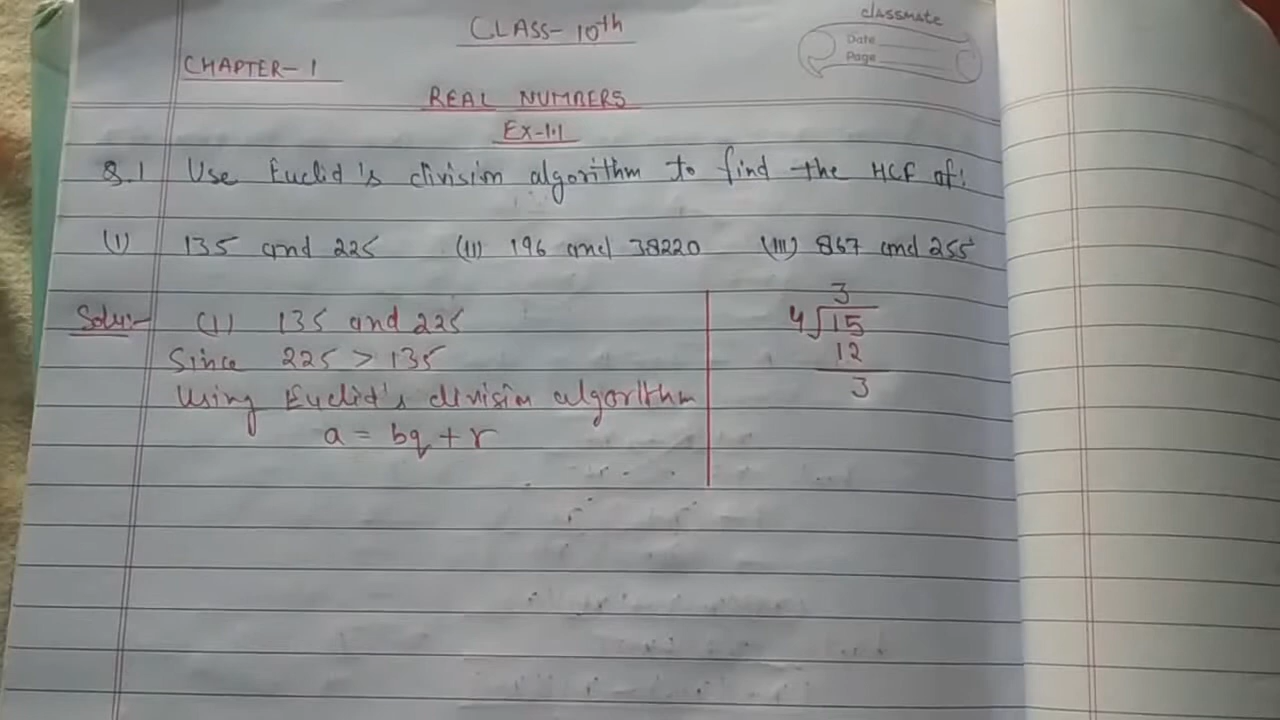 CLASS-10th
classmate
Date
Page
CHAPTER-1
REAL NUMBERS
EX-1.1
Q.1 Use Euclid's division algorithm to find the HCF of:
(I) 135 and 225 (II) 196 and 38220 (III) 867 and 255
Solu:- (I) 135 and 225
Since 225 > 135
Using Euclid's division algorithm
a = bq + r
3
4 15
12
3